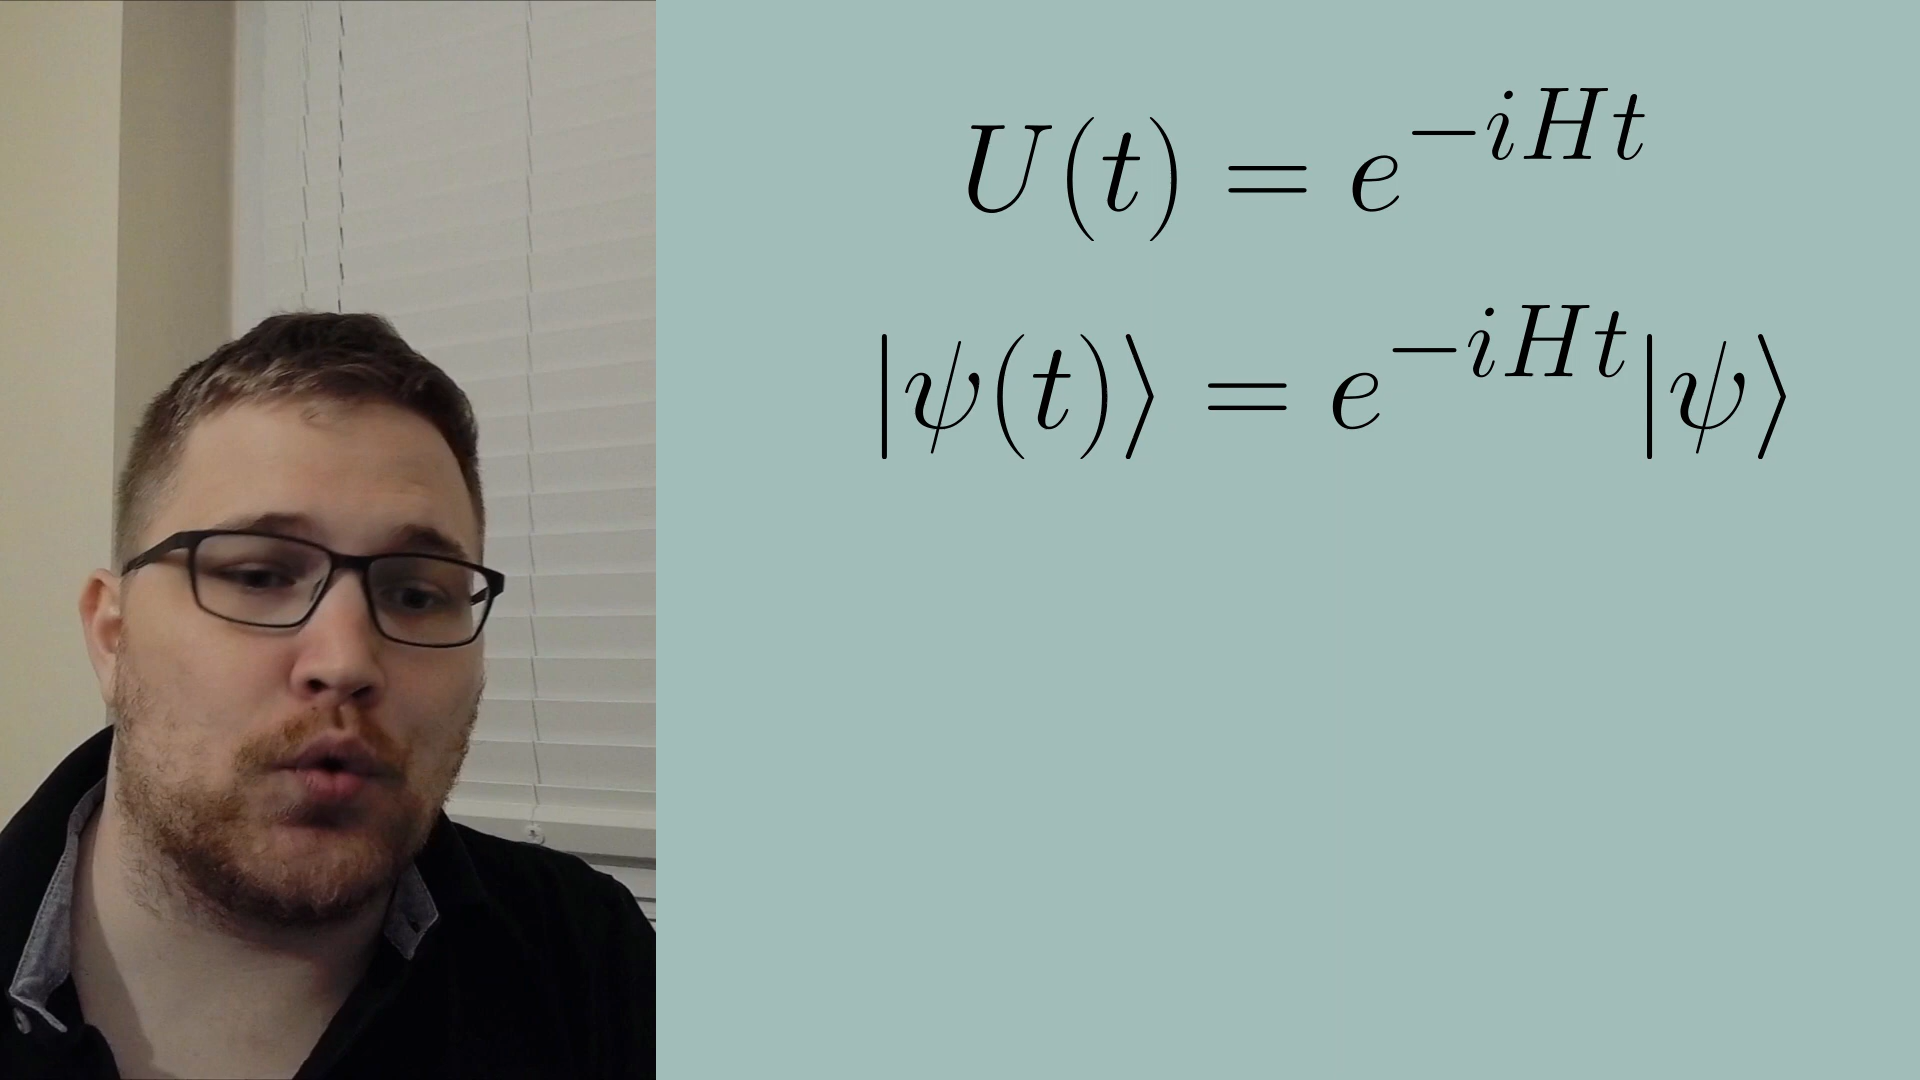 U(t) = e^{-iHt}
|ψ(t)⟩ = e^{-iHt}|ψ⟩